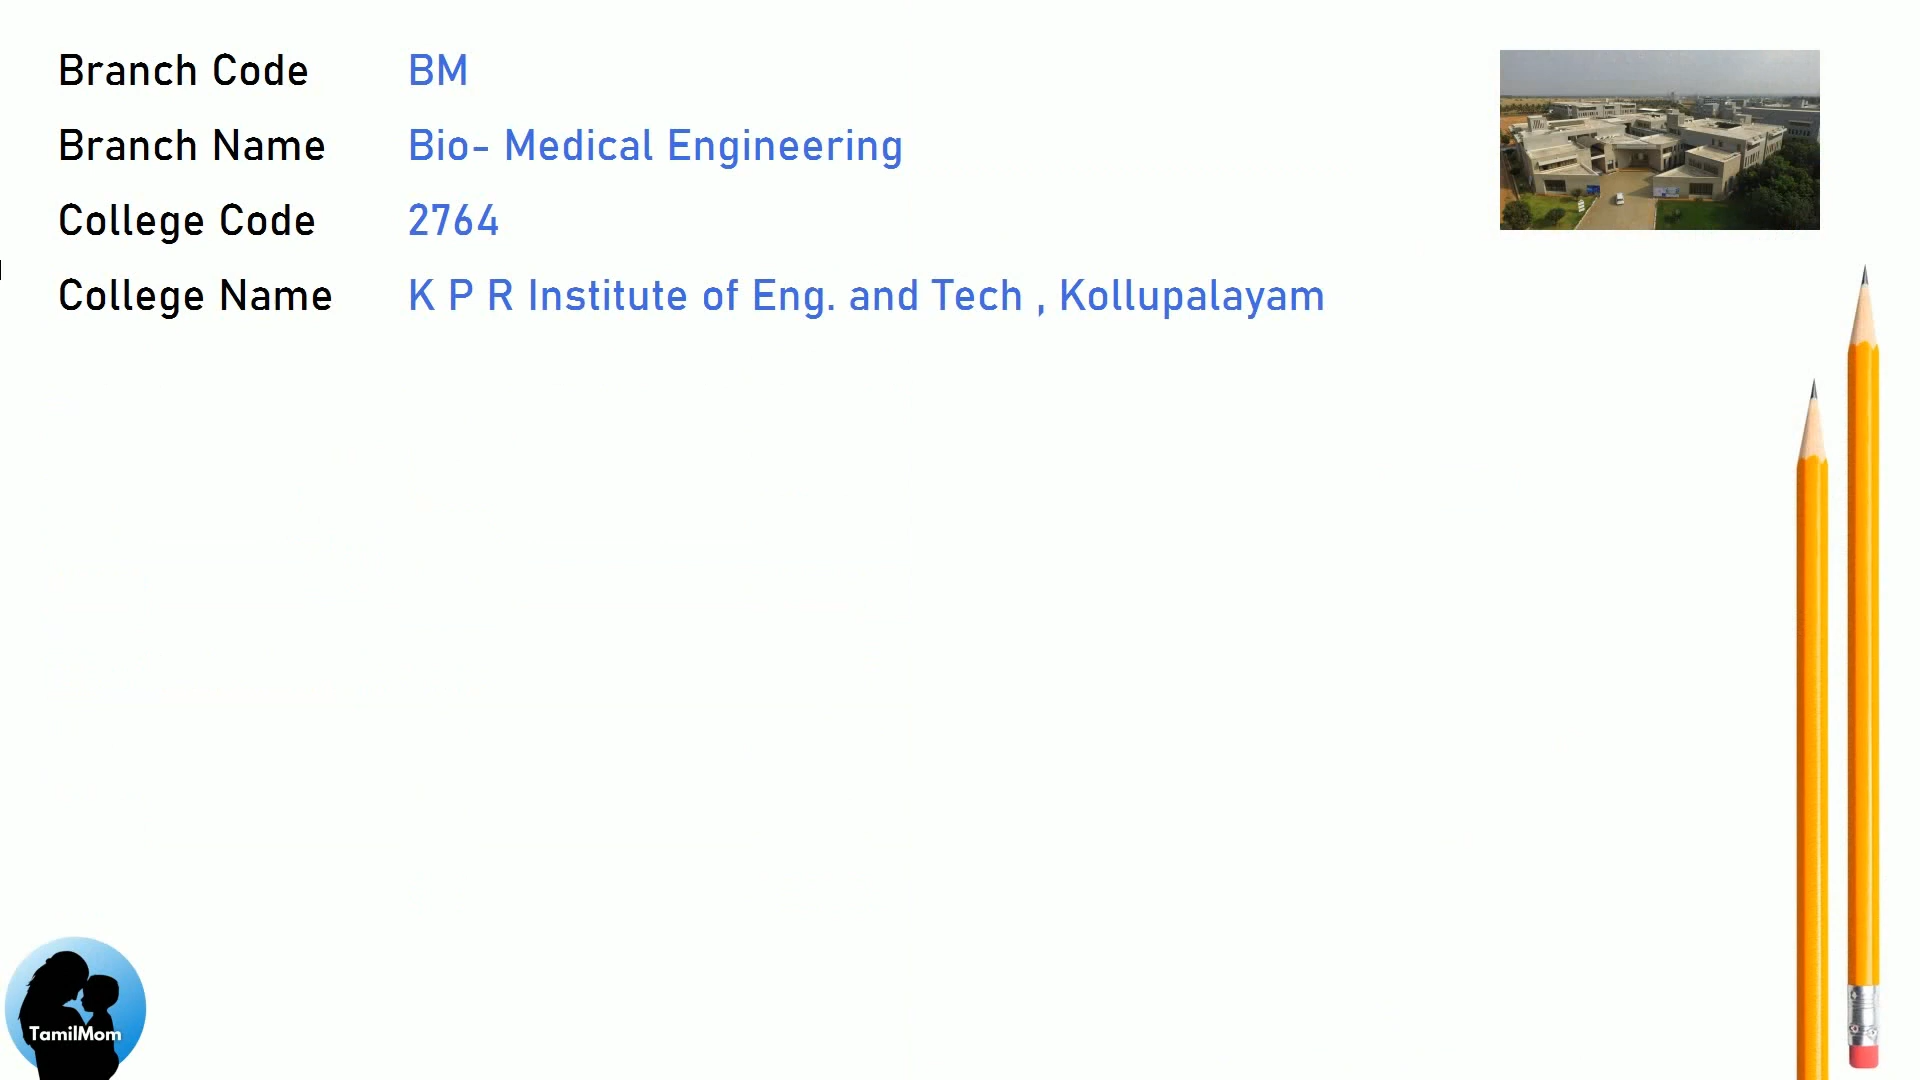 Branch Code BM
Branch Name Bio- Medical Engineering
College Code 2764
College Name K P R Institute of Eng. and Tech , Kollupalayam
TamilMom